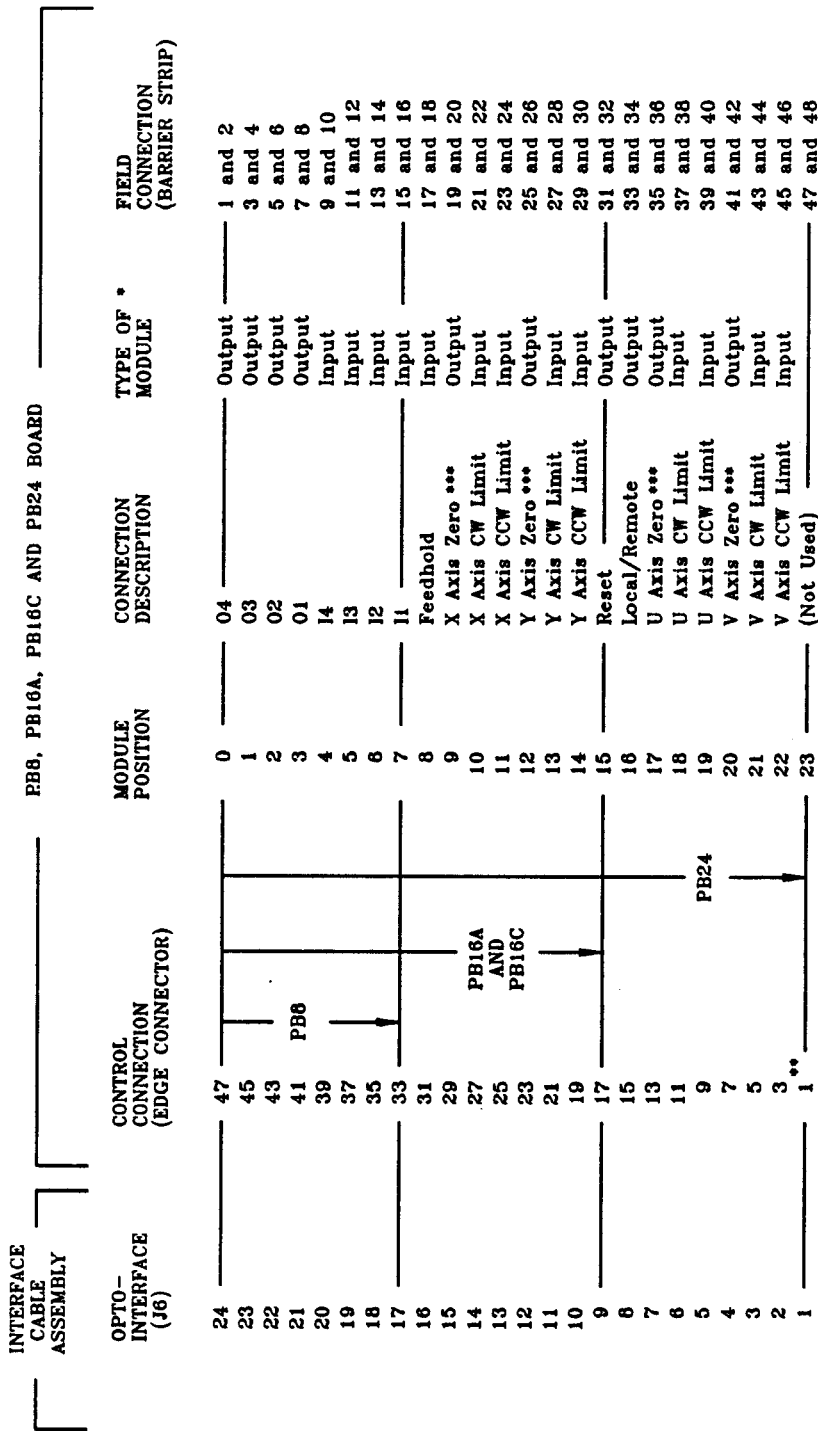 INTERFACE
CABLE
ASSEMBLY
PB8, PB16A, PB16C AND PB24 BOARD
OPTO-
INTERFACE
(J6)
CONTROL
CONNECTION
(EDGE CONNECTOR)
MODULE
POSITION
CONNECTION
DESCRIPTION
TYPE OF *
MODULE
FIELD
CONNECTION
(BARRIER STRIP)
24 47 0 O4 Output 1 and 2
23 45 1 O3 Output 3 and 4
22 43 2 O2 Output 5 and 6
21 41 3 O1 Output 7 and 8
20 39 4 I4 Input 9 and 10
19 37 5 I3 Input 11 and 12
18 35 6 I2 Input 13 and 14
17 33 7 I1 Input 15 and 16
16 31 8 Feedhold Input 17 and 18
15 29 9 X Axis Zero *** Output 19 and 20
14 27 10 X Axis CW Limit Input 21 and 22
13 25 11 X Axis CCW Limit Input 23 and 24
12 23 12 Y Axis Zero *** Output 25 and 26
11 21 13 Y Axis CW Limit Input 27 and 28
10 19 14 Y Axis CCW Limit Input 29 and 30
9 17 15 Reset Output 31 and 32
8 15 16 Local/Remote Output 33 and 34
7 13 17 U Axis Zero *** Output 35 and 36
6 11 18 U Axis CW Limit Input 37 and 38
5 9 19 U Axis CCW Limit Input 39 and 40
4 7 20 V Axis Zero *** Output 41 and 42
3 5 21 V Axis CW Limit Input 43 and 44
2 3 22 V Axis CCW Limit Input 45 and 46
1 1 ** 23 (Not Used) 47 and 48
PB8
PB16A
AND
PB16C
PB24